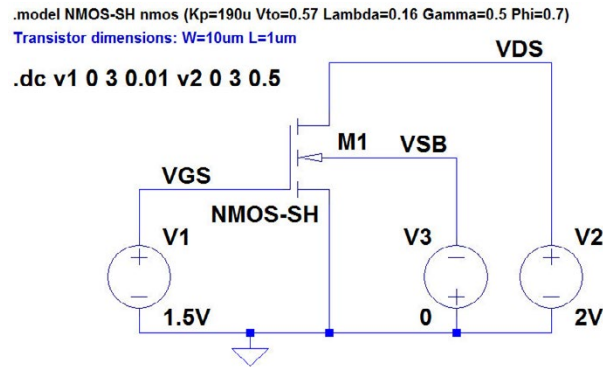 .model NMOS-SH nmos (Kp=190u Vto=0.57 Lambda=0.16 Gamma=0.5 Phi=0.7)
Transistor dimensions: W=10um L=1um
VDS
.dc v1 0 3 0.01 v2 0 3 0.5
M1
VSB
VGS
NMOS-SH
V1
V3
V2
1.5V
0
2V